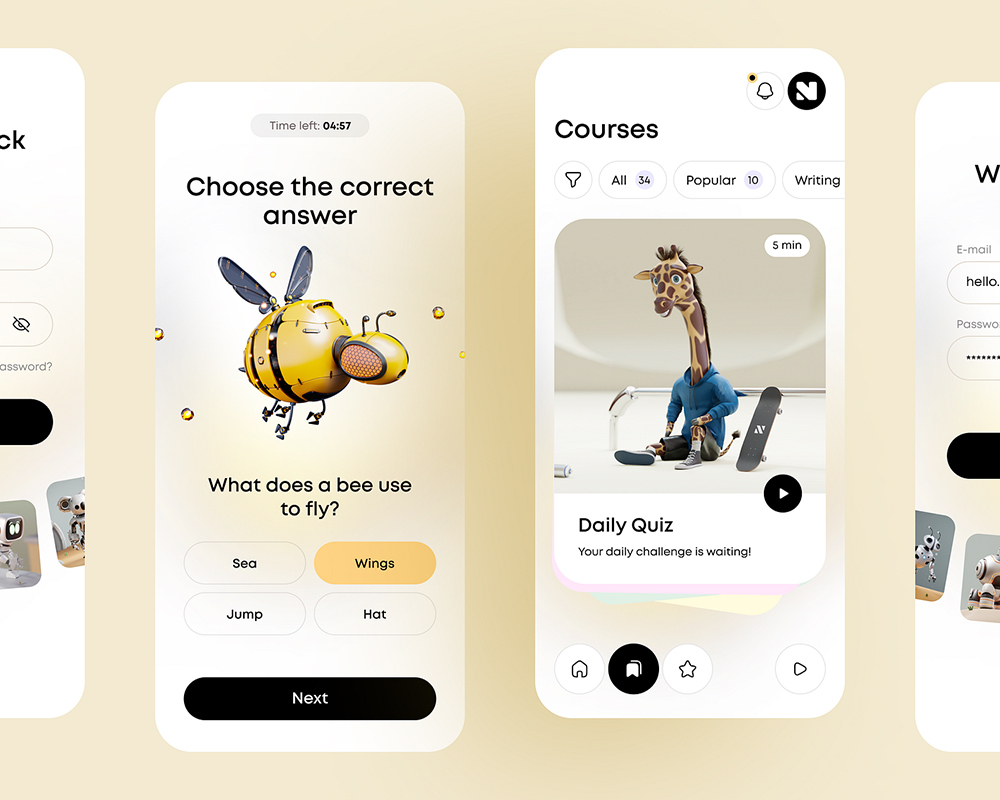 ck
assword?
Time left: 04:57
Choose the correct
answer
What does a bee use
to fly?
Sea
Wings
Jump
Hat
Next
Courses
All 34
Popular 10
Writing
5 min
Daily Quiz
Your daily challenge is waiting!
W
E-mail
hello.
Passwo
*******